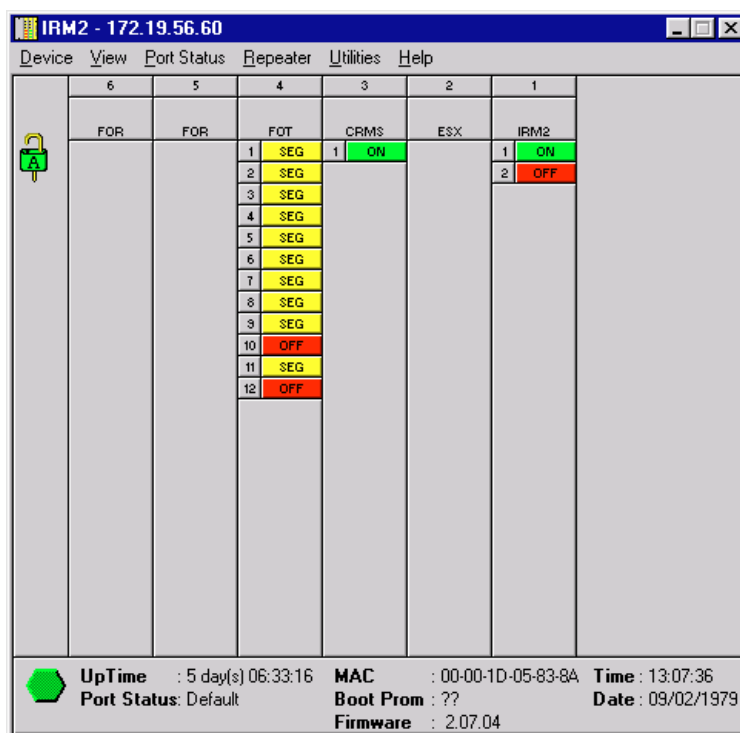 IRM2 - 172.19.56.60
Device View Port Status Repeater Utilities Help
6 5 4 3 2 1
FOR FOR FOT CRMS ESX IRM2
A
1 SEG 1 ON 1 ON
2 SEG 2 OFF
3 SEG
4 SEG
5 SEG
6 SEG
7 SEG
8 SEG
9 SEG
10 OFF
11 SEG
12 OFF
UpTime : 5 day(s) 06:33:16 MAC : 00-00-1D-05-83-8A Time : 13:07:36
Port Status: Default Boot Prom : ?? Date : 09/02/1979
Firmware : 2.07.04